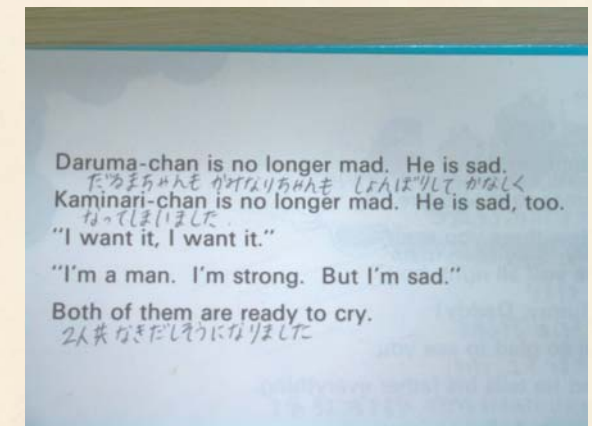 Daruma-chan is no longer mad. He is sad.
だるまちゃんも かみなりちゃんも しょんぼりして かなしく
Kaminari-chan is no longer mad. He is sad, too.
なってしまいました.
"I want it, I want it."
"I'm a man. I'm strong. But I'm sad."
Both of them are ready to cry.
2人共 なきだしそうになりました